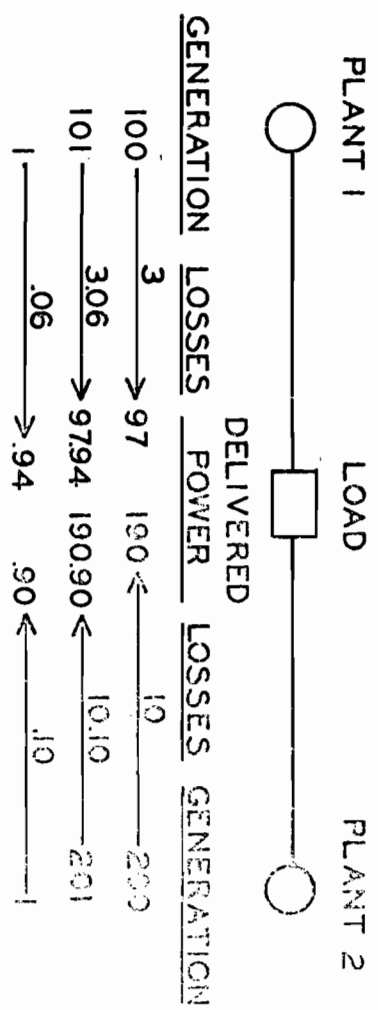 PLANT 1 LOAD PLANT 2
DELIVERED
GENERATION LOSSES POWER LOSSES GENERATION
100 3 97 190 10 200
101 3.06 97.94 190.90 10.10 201
1 .06 .94 .90 .10 1